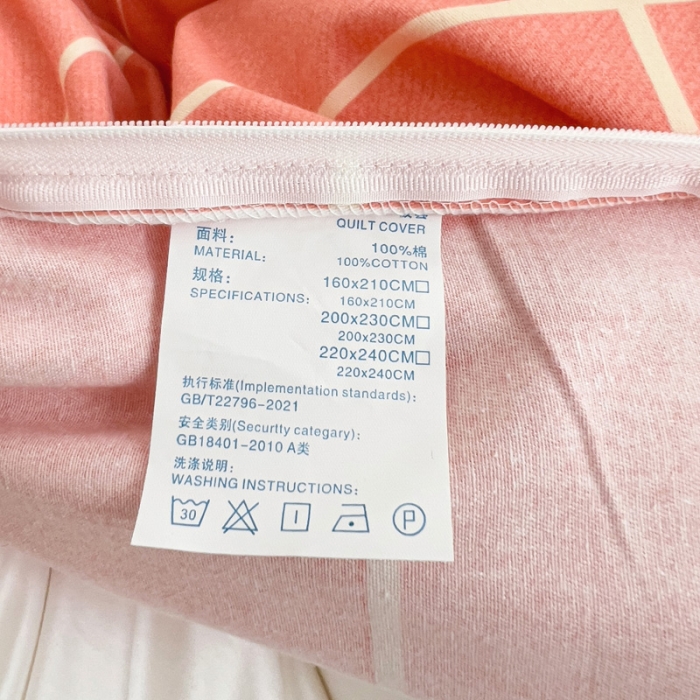 QUILT COVER
面料：
100%棉
MATERIAL:
100%COTTON
规格：
160x210CM□
SPECIFICATIONS:
160x210CM
200x230CM□
200x230CM
220x240CM□
220x240CM
执行标准(Implementation standards):
GB/T22796-2021
安全类别(Securtty categary):
GB18401-2010 A类
洗涤说明:
WASHING INSTRUCTIONS:
30
P